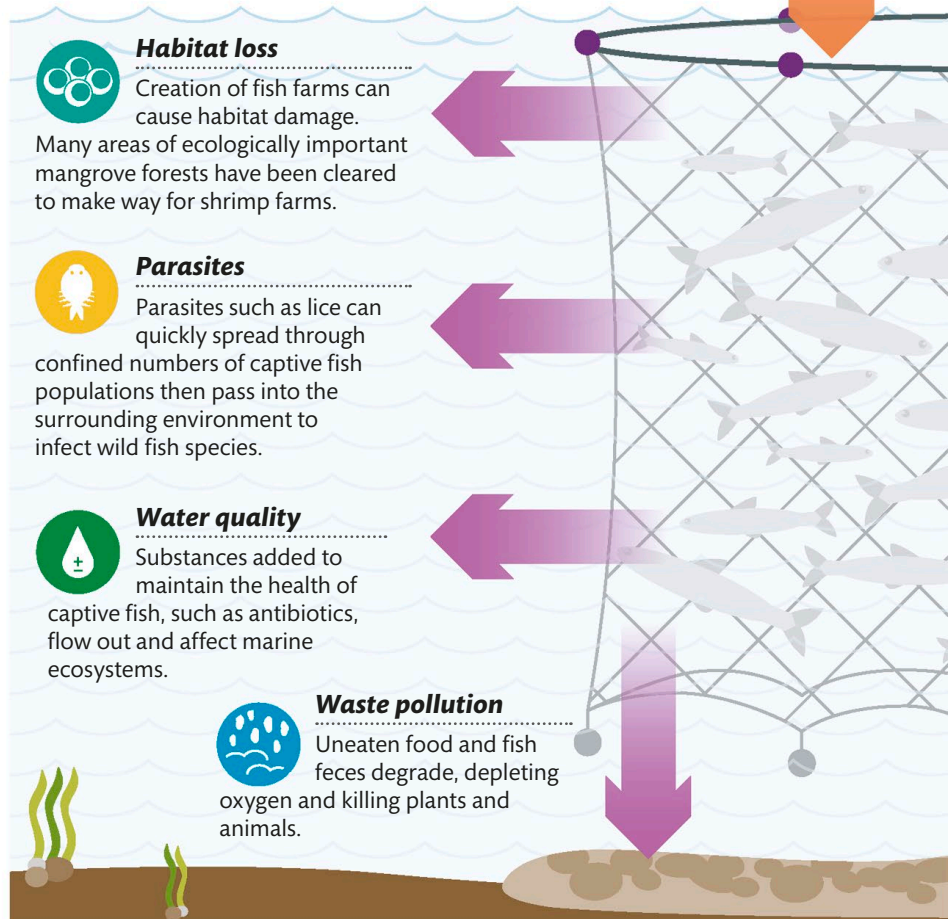 Habitat loss
Creation of fish farms can
cause habitat damage.
Many areas of ecologically important
mangrove forests have been cleared
to make way for shrimp farms.
Parasites
Parasites such as lice can
quickly spread through
confined numbers of captive fish
populations then pass into the
surrounding environment to
infect wild fish species.
Water quality
Substances added to
maintain the health of
captive fish, such as antibiotics,
flow out and affect marine
ecosystems.
Waste pollution
Uneaten food and fish
feces degrade, depleting
oxygen and killing plants and
animals.